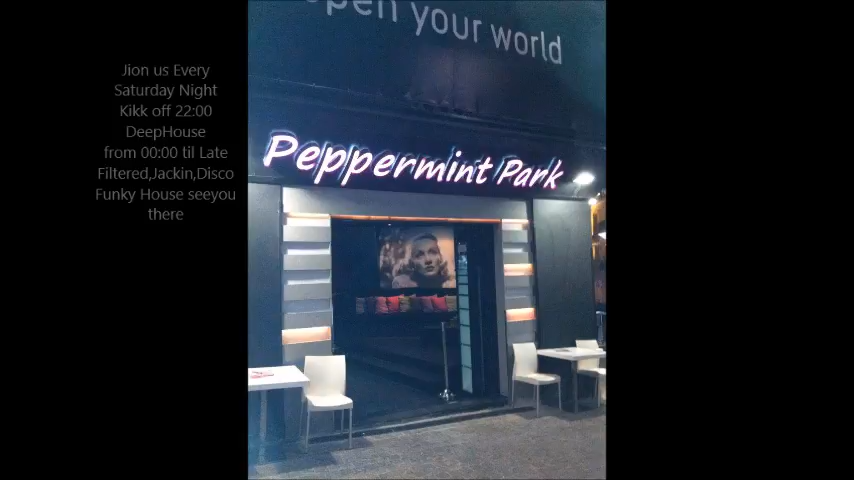 Jion us Every
Saturday Night
Kikk off 22:00
DeepHouse
from 00:00 til Late
Filtered,Jackin,Disco
Funky House seeyou
there
open your world
Peppermint Park